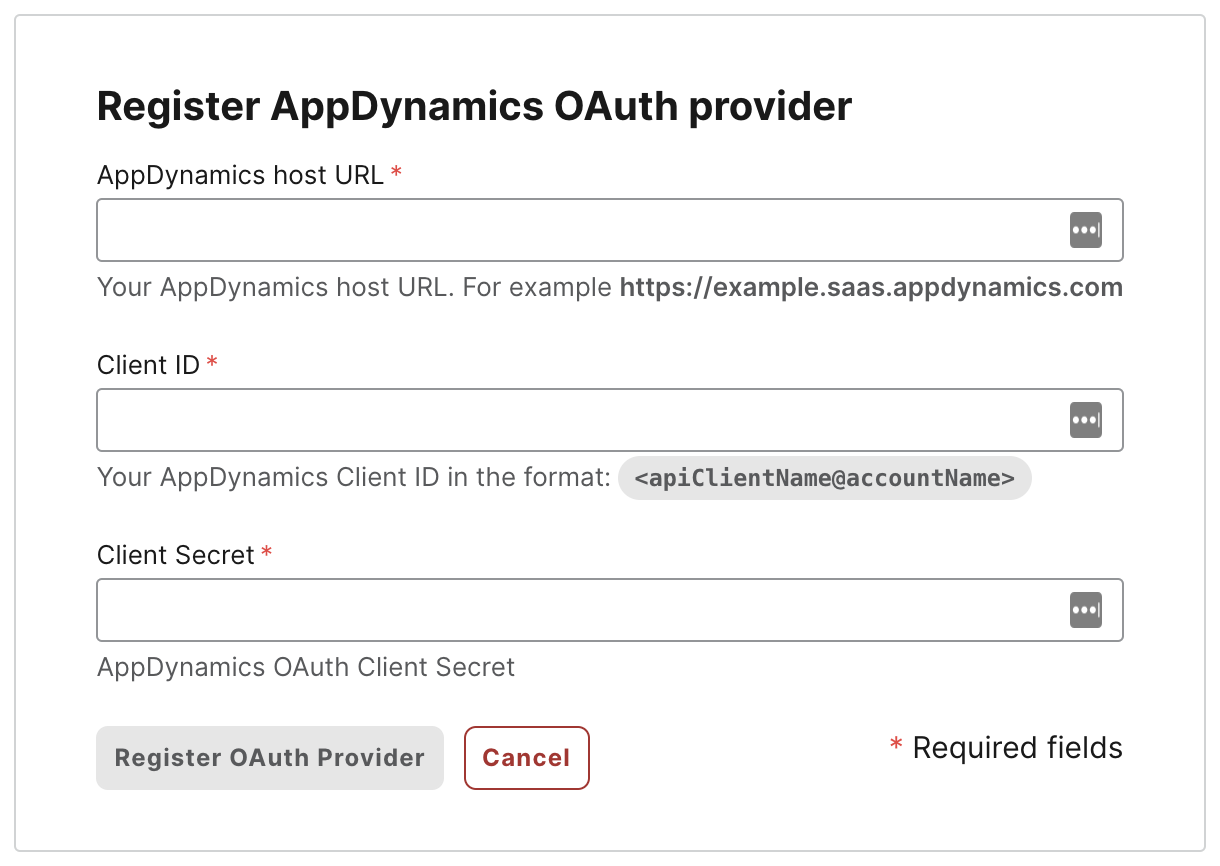 Register AppDynamics OAuth provider
AppDynamics host URL *
Your AppDynamics host URL. For example https://example.saas.appdynamics.com
Client ID *
Your AppDynamics Client ID in the format: <apiClientName@accountName>
Client Secret *
AppDynamics OAuth Client Secret
Register OAuth Provider Cancel * Required fields